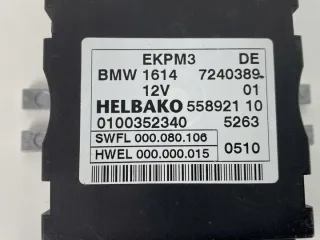 EKPM3 DE
BMW 1614 7240389
12V 01
HELBAKO 558921 10
0100352340 5263
SWFL 000.080.106
HWEL 000.000.015 0510